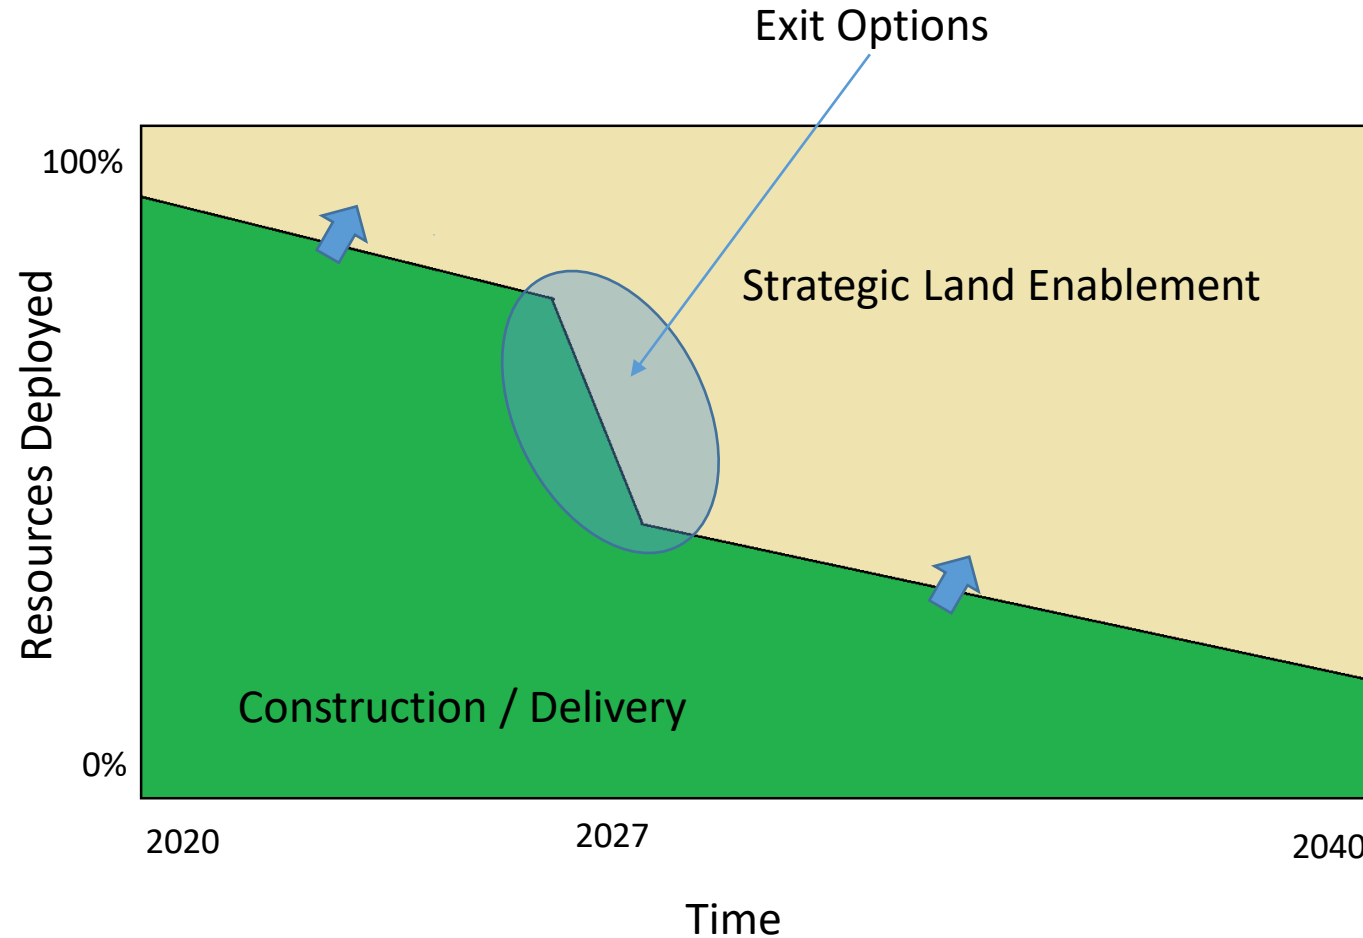 Exit Options
100%
Strategic Land Enablement
Resources Deployed
Construction / Delivery
0%
2020
2027
2040
Time